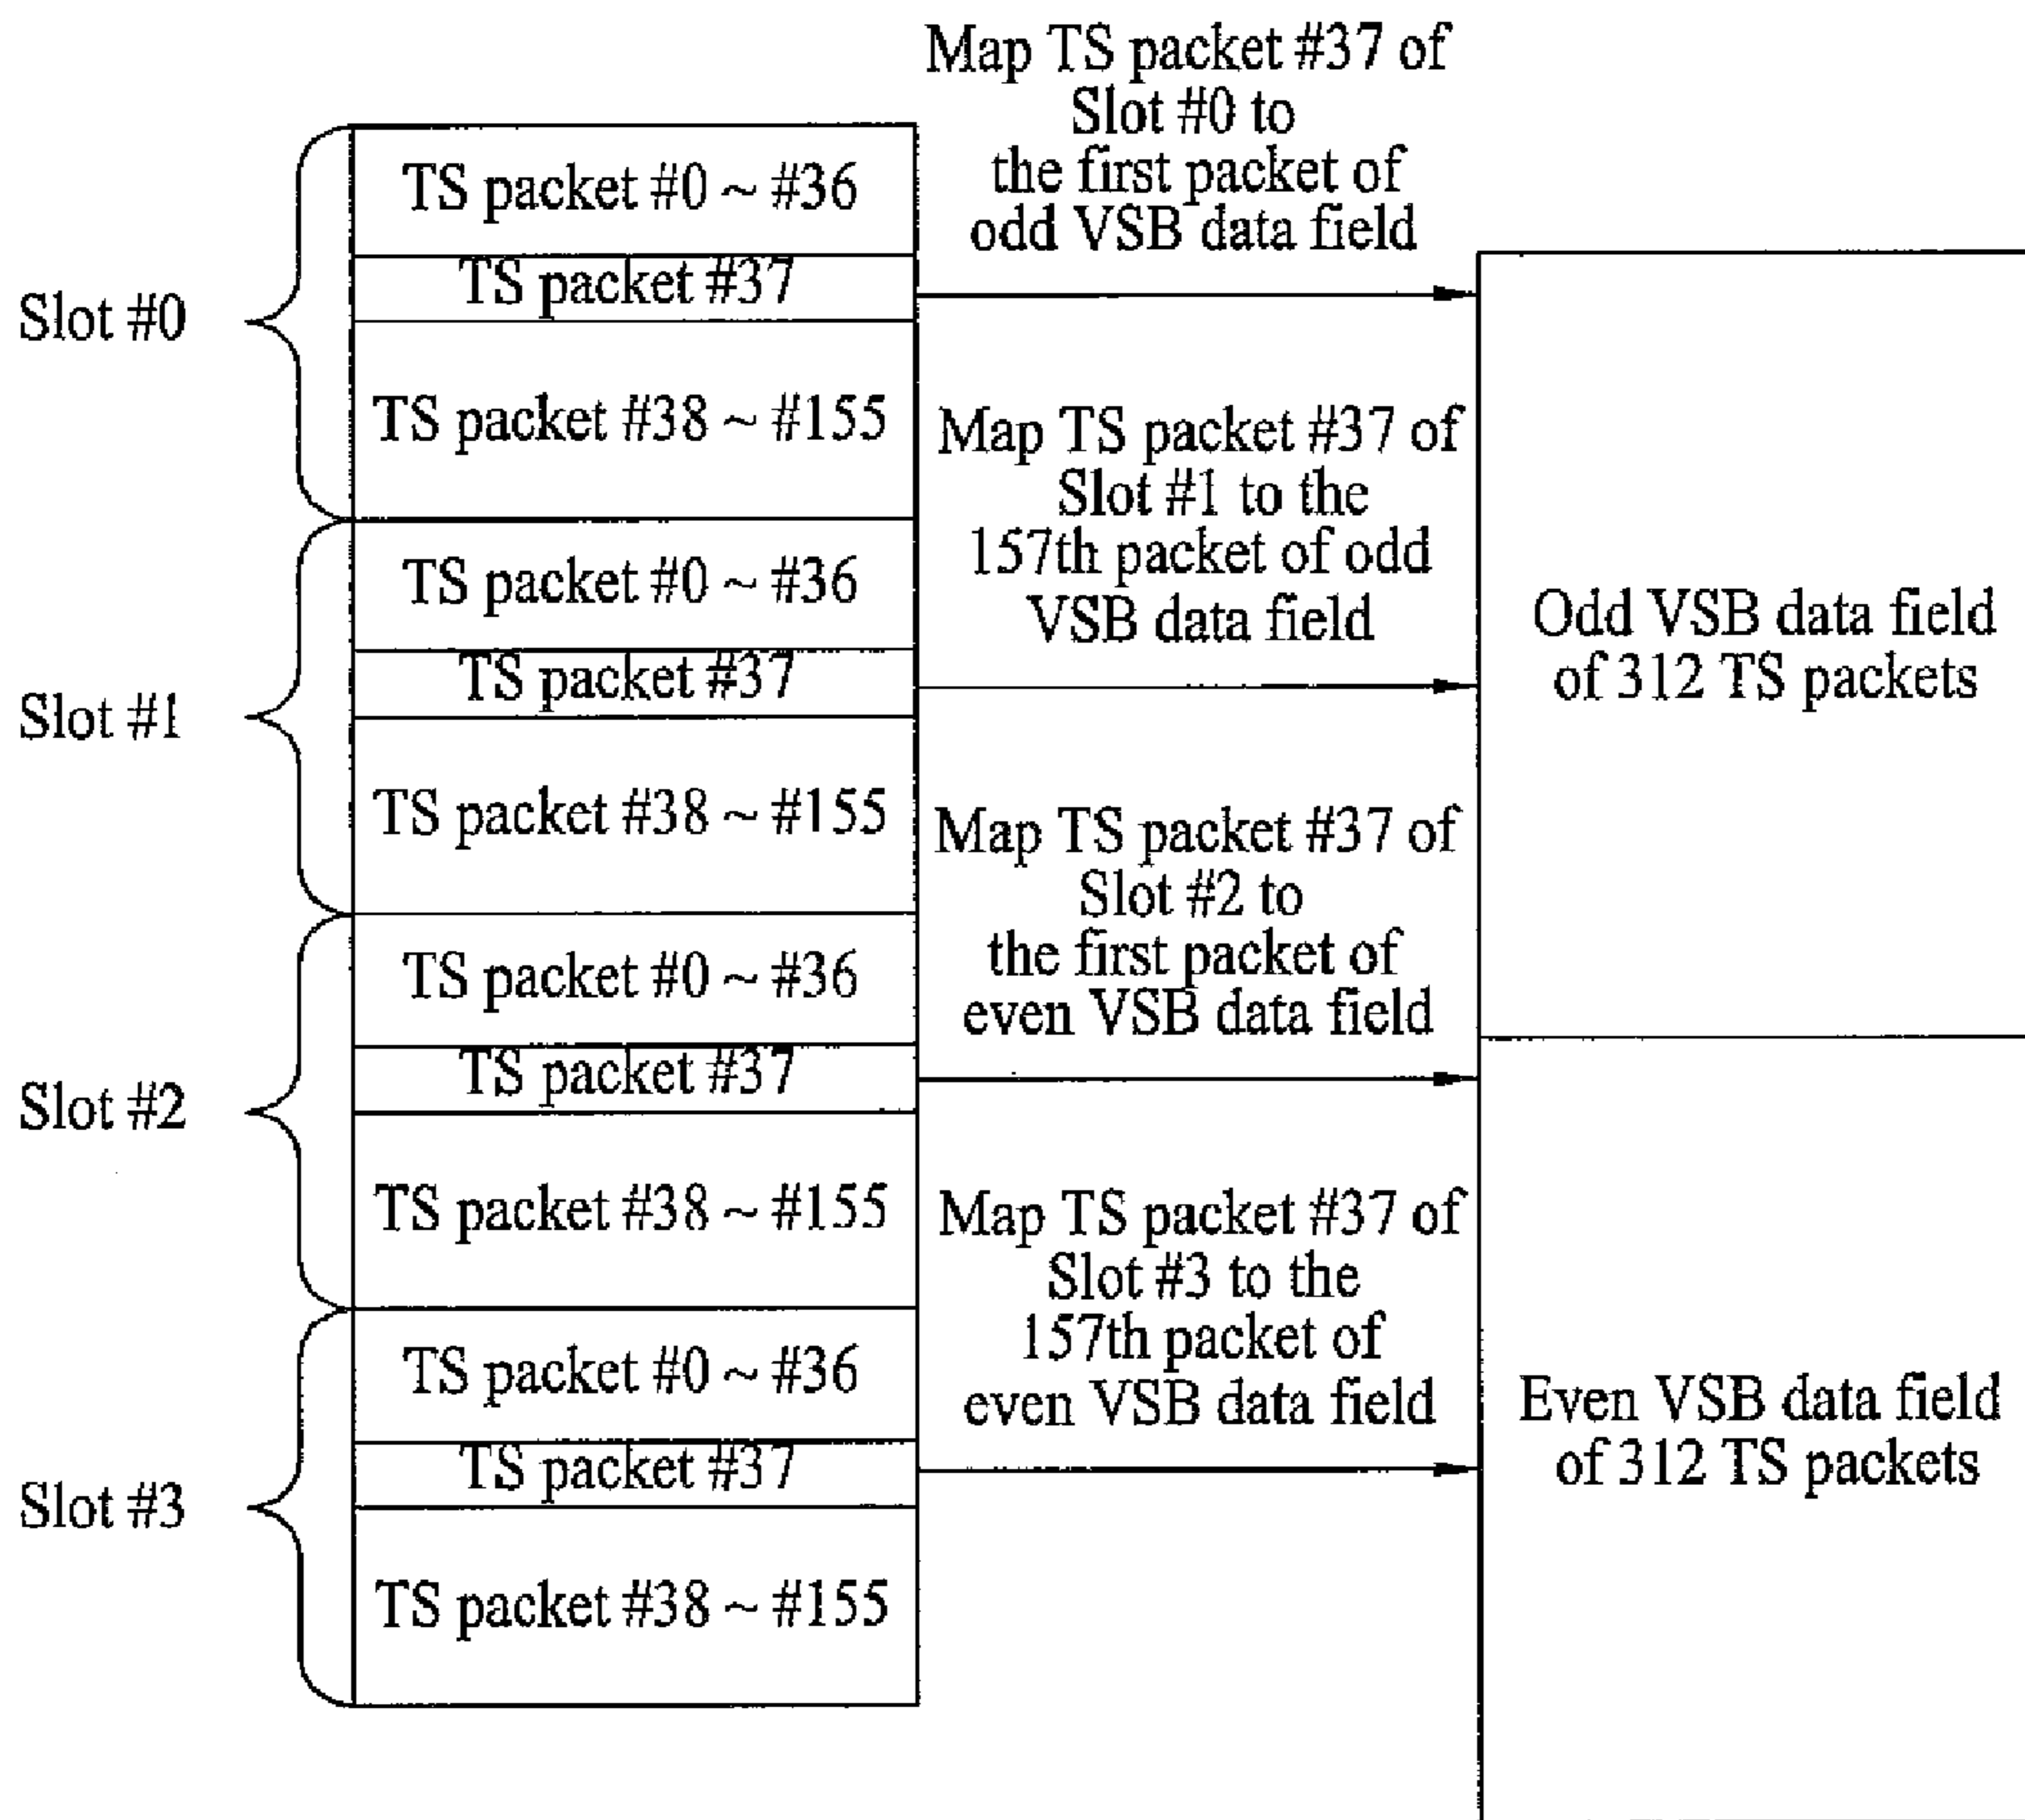 Map TS packet #37 of
Slot #0 to
the first packet of
odd VSB data field
Slot #0
TS packet #0 ~ #36
TS packet #37
TS packet #38 ~ #155
Map TS packet #37 of
Slot #1 to the
157th packet of odd
VSB data field
Slot #1
TS packet #0 ~ #36
TS packet #37
TS packet #38 ~ #155
Odd VSB data field
of 312 TS packets
Map TS packet #37 of
Slot #2 to
the first packet of
even VSB data field
Slot #2
TS packet #0 ~ #36
TS packet #37
TS packet #38 ~ #155
Map TS packet #37 of
Slot #3 to the
157th packet of
even VSB data field
Slot #3
TS packet #0 ~ #36
TS packet #37
TS packet #38 ~ #155
Even VSB data field
of 312 TS packets